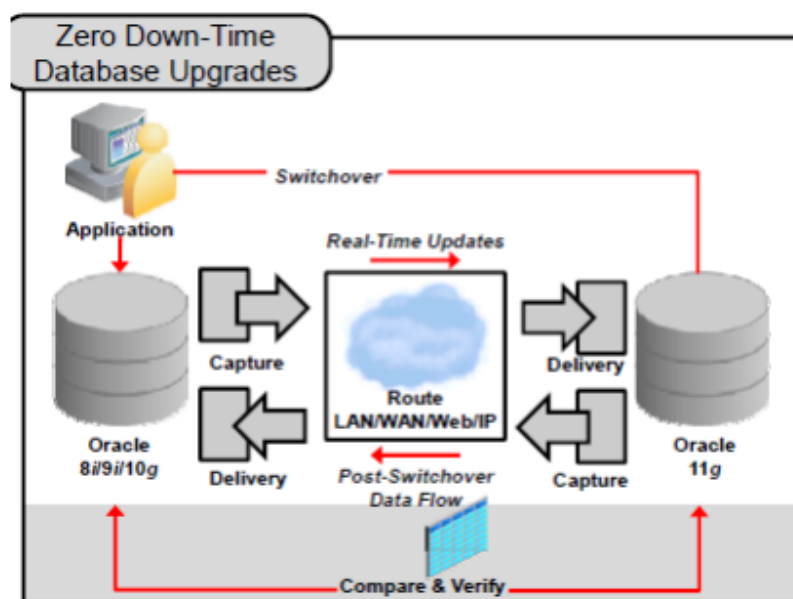 Zero Down-Time
Database Upgrades
Switchover
Application
Real-Time Updates
Capture
Delivery
Route
LAN/WAN/Web/IP
Oracle
8i/9i/10g
Delivery
Post-Switchover
Data Flow
Capture
Oracle
11g
Compare & Verify